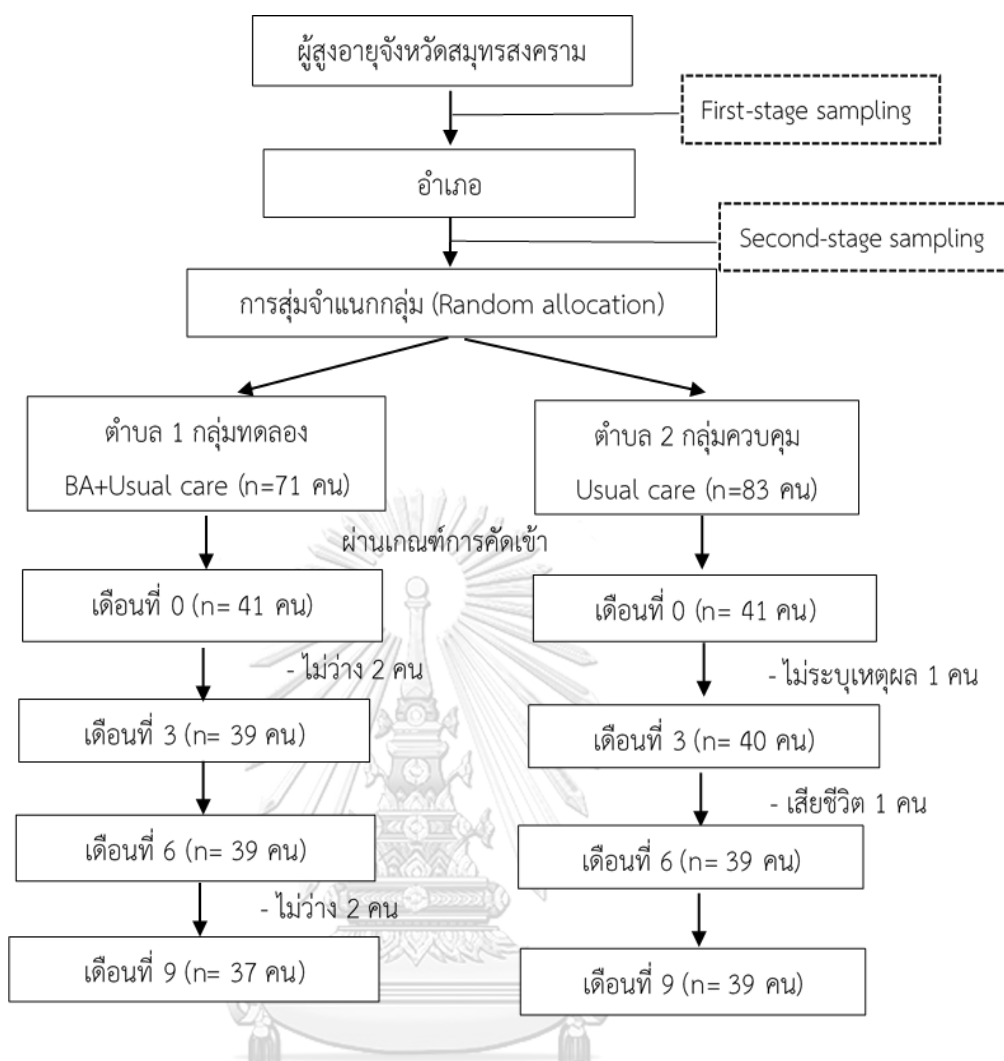 ผู้สูงอายุจังหวัดสมุทรสงคราม
First-stage sampling
อำเภอ
Second-stage sampling
การสุ่มจำแนกกลุ่ม (Random allocation)
ตำบล 1 กลุ่มทดลอง
BA+Usual care (n=71 คน)
ตำบล 2 กลุ่มควบคุม
Usual care (n=83 คน)
ผ่านเกณฑ์การคัดเข้า
เดือนที่ 0 (n= 41 คน)
เดือนที่ 0 (n= 41 คน)
- ไม่ว่าง 2 คน
- ไม่ระบุเหตุผล 1 คน
เดือนที่ 3 (n= 39 คน)
เดือนที่ 3 (n= 40 คน)
- เสียชีวิต 1 คน
เดือนที่ 6 (n= 39 คน)
เดือนที่ 6 (n= 39 คน)
- ไม่ว่าง 2 คน
เดือนที่ 9 (n= 37 คน)
เดือนที่ 9 (n= 39 คน)